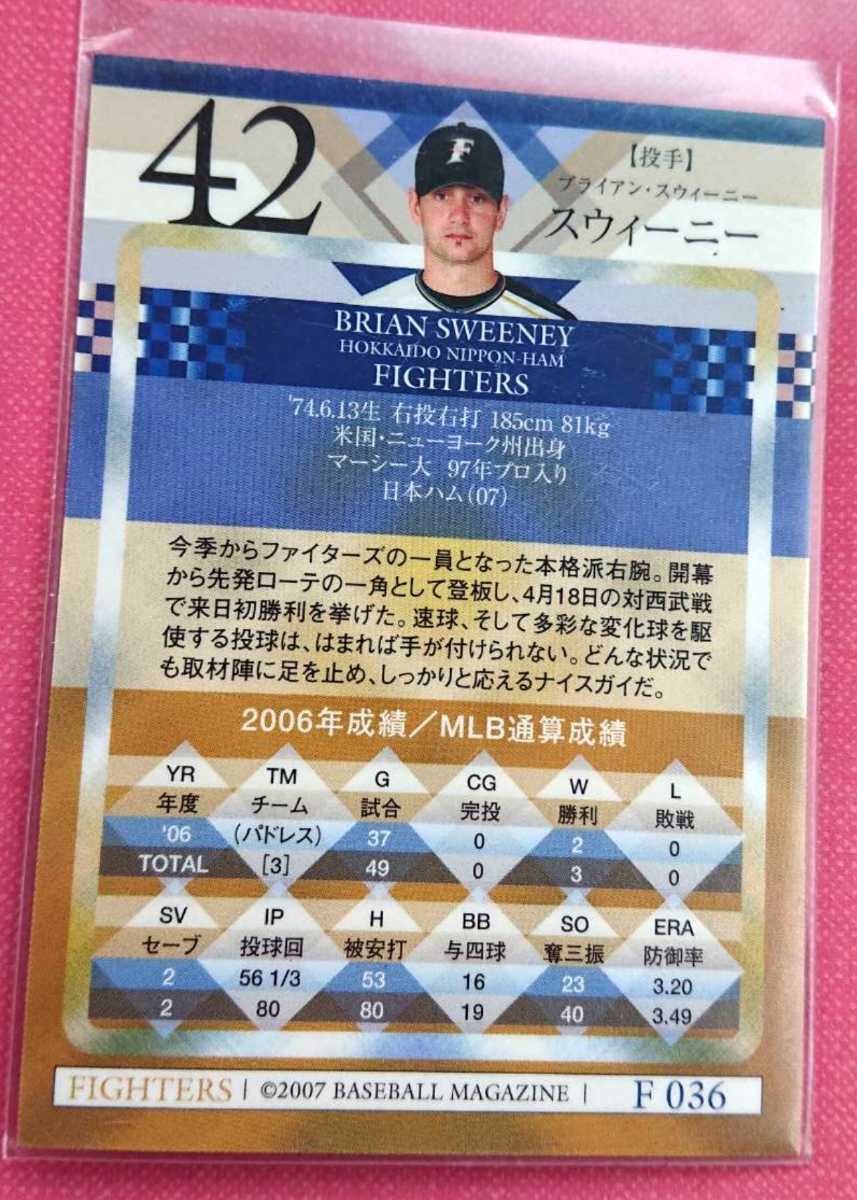 42
F
【投手】
ブライアン・スウィーニー
スウィーニー
BRIAN SWEENEY
HOKKAIDO NIPPON-HAM
FIGHTERS
'74.6.13生 右投右打 185cm 81kg
米国・ニューヨーク州出身
マーシー大 97年プロ入り
日本ハム(07)
今季からファイターズの一員となった本格派右腕。開幕
から先発ローテの一角として登板し、4月18日の対西武戦
で来日初勝利を挙げた。速球、そして多彩な変化球を駆
使する投球は、はまれば手が付けられない。どんな状況で
も取材陣に足を止め、しっかりと応えるナイスガイだ。
2006年成績/MLB通算成績
YR TM G CG W L
年度 チーム 試合 完投 勝利 敗戦
'06 (パドレス) 37 0 2 0
TOTAL [3] 49 0 3 0
SV IP H BB SO ERA
セーブ 投球回 被安打 与四球 奪三振 防御率
2 56 1/3 53 16 23 3.20
2 80 80 19 40 3.49
FIGHTERS | ©2007 BASEBALL MAGAZINE | F 036